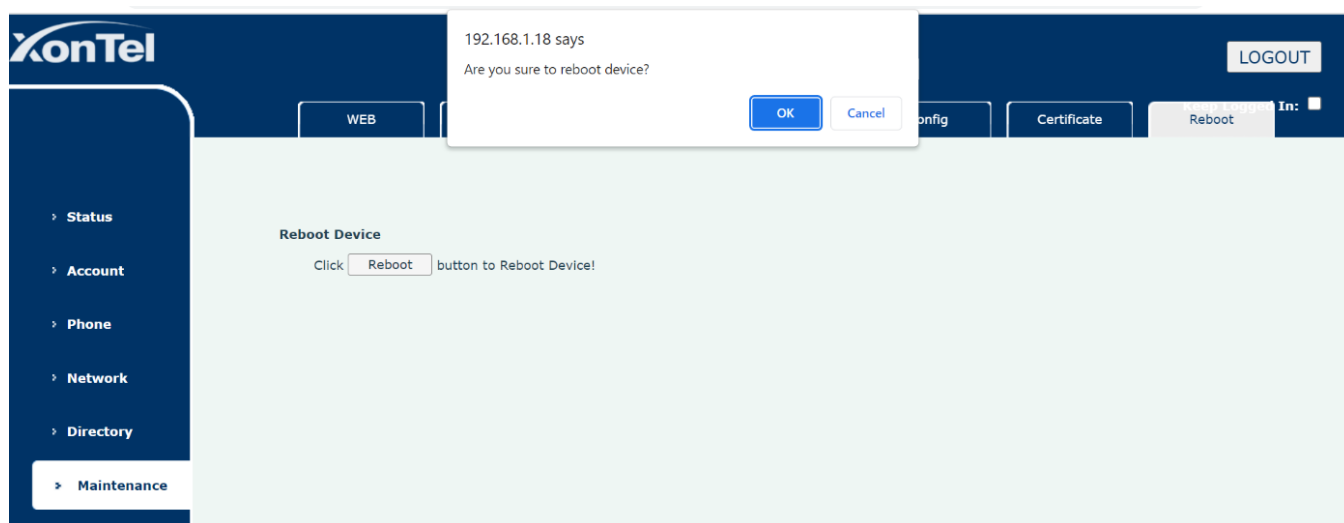 XonTel
192.168.1.18 says
Are you sure to reboot device?
OK Cancel
LOGOUT
In:
WEB
Certificate
Reboot
Status
Account
Phone
Network
Directory
Maintenance
Reboot Device
Click Reboot button to Reboot Device!